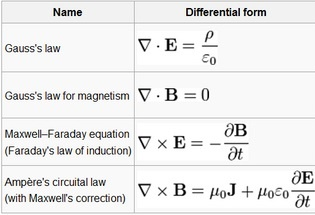 Name Differential form
Gauss's law ∇ · E = ρ/ε₀
Gauss's law for magnetism ∇ · B = 0
Maxwell–Faraday equation
(Faraday's law of induction) ∇ × E = −∂B/∂t
Ampère's circuital law
(with Maxwell's correction) ∇ × B = μ₀J + μ₀ε₀ ∂E/∂t